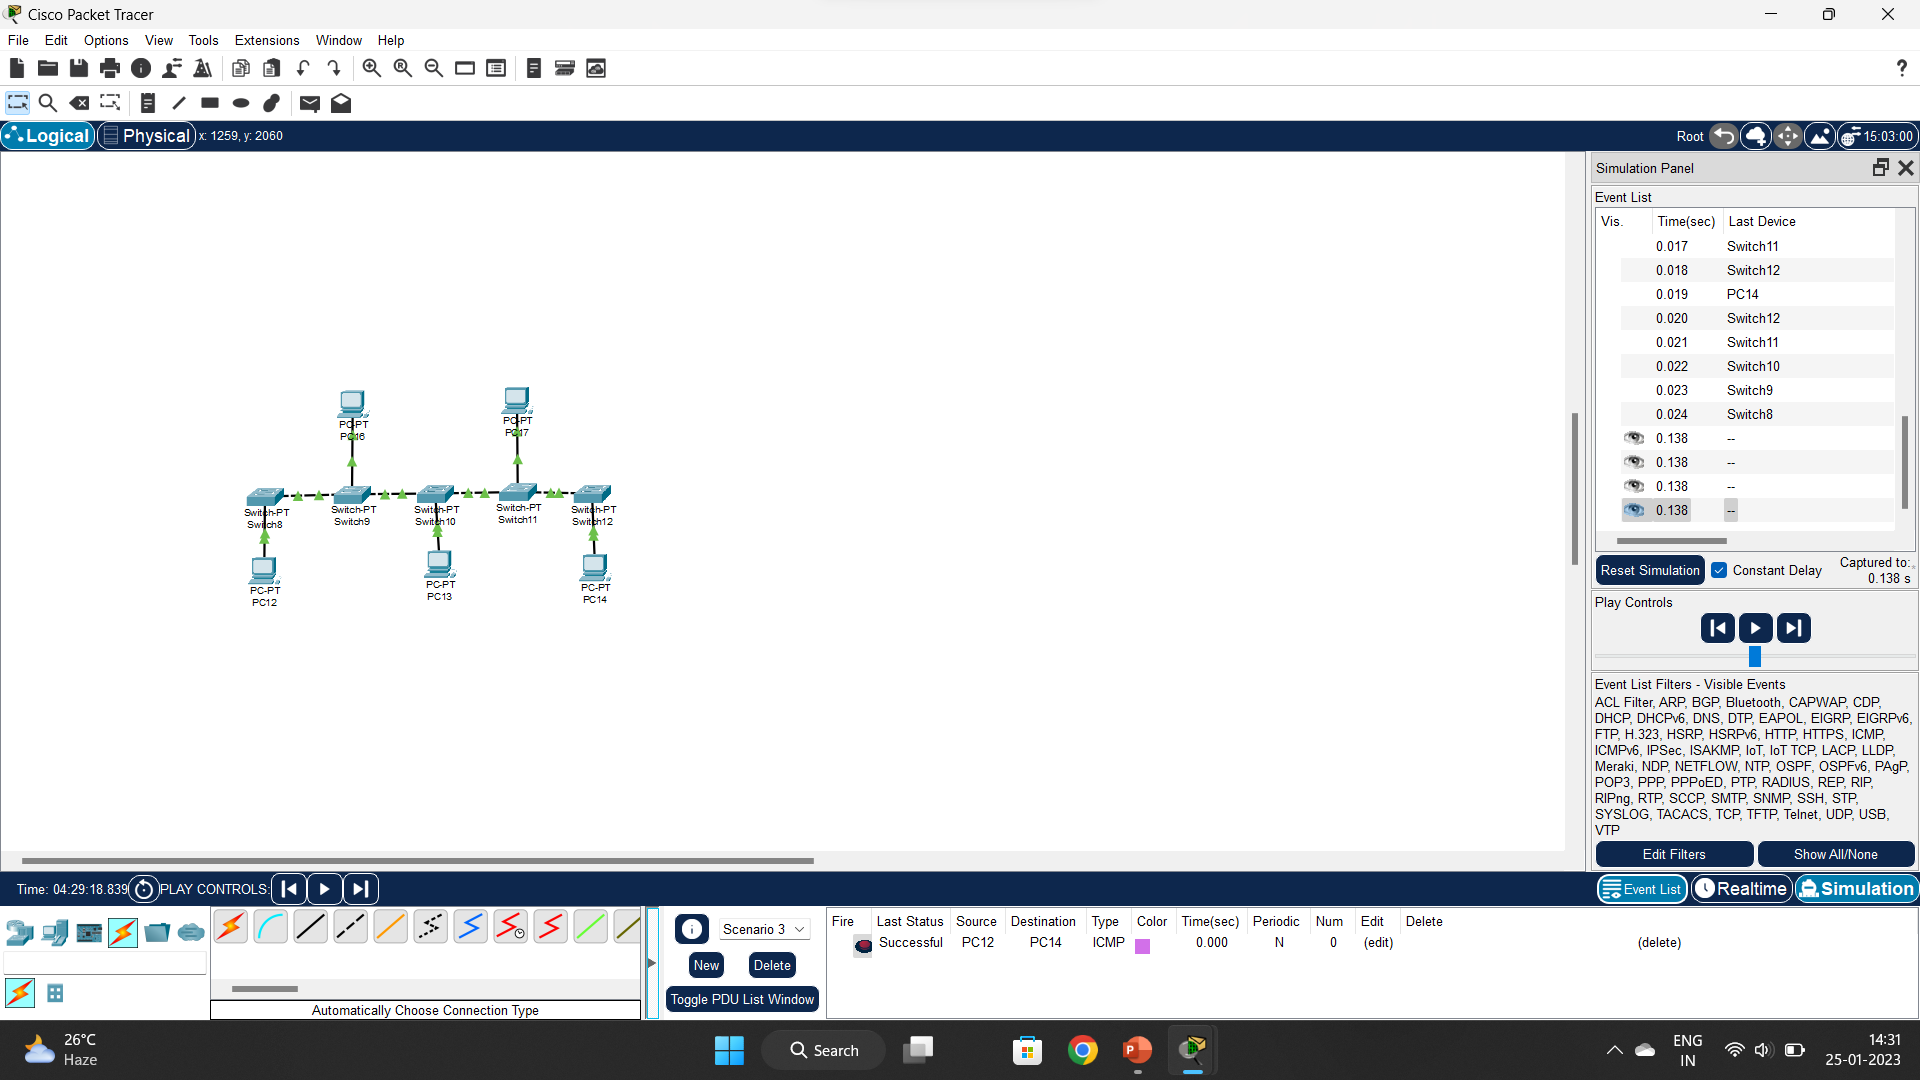 Cisco Packet Tracer
File Edit Options View Tools Extensions Window Help
?
Logical Physical x: 1259, y: 2060 Root 15:03:00
Simulation Panel
Event List
Vis. Time(sec) Last Device
0.017 Switch11
0.018 Switch12
0.019 PC14
0.020 Switch12
0.021 Switch11
0.022 Switch10
0.023 Switch9
0.024 Switch8
0.138 --
0.138 --
0.138 --
0.138 --
Reset Simulation Constant Delay Captured to:
0.138 s
Play Controls
Event List Filters - Visible Events
ACL Filter, ARP, BGP, Bluetooth, CAPWAP, CDP,
DHCP, DHCPv6, DNS, DTP, EAPOL, EIGRP, EIGRPv6,
FTP, H.323, HSRP, HSRPv6, HTTP, HTTPS, ICMP,
ICMPv6, IPSec, ISAKMP, IoT, IoT TCP, LACP, LLDP,
Meraki, NDP, NETFLOW, NTP, OSPF, OSPFv6, PAgP,
POP3, PPP, PPPoED, PTP, RADIUS, REP, RIP,
RIPng, RTP, SCCP, SMTP, SNMP, SSH, STP,
SYSLOG, TACACS, TCP, TFTP, Telnet, UDP, USB,
VTP
Edit Filters Show All/None
PC-PT
PC16
PC-PT
PC17
Switch-PT
Switch8
Switch-PT
Switch9
Switch-PT
Switch10
Switch-PT
Switch11
Switch-PT
Switch12
PC-PT
PC12
PC-PT
PC13
PC-PT
PC14
Time: 04:29:18.839 PLAY CONTROLS: Event List Realtime Simulation
Automatically Choose Connection Type
Scenario 3
New Delete
Toggle PDU List Window
Fire Last Status Source Destination Type Color Time(sec) Periodic Num Edit Delete
Successful PC12 PC14 ICMP 0.000 N 0 (edit) (delete)
26°C
Haze
Search
ENG
IN
14:31
25-01-2023